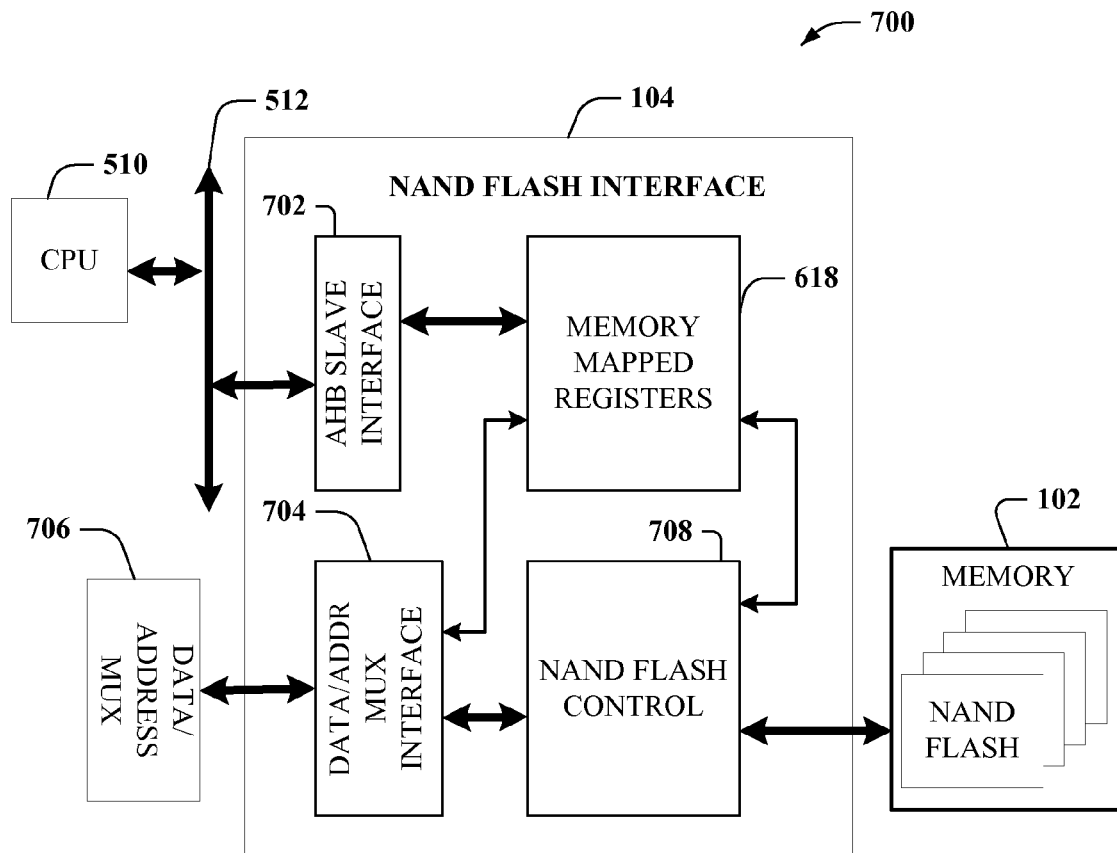 700
512
104
510
NAND FLASH INTERFACE
702
CPU
618
AHB SLAVE
INTERFACE
MEMORY
MAPPED
REGISTERS
704
102
706
708
MEMORY
DATA/
ADDRESS
MUX
DATA/ADDR
MUX
INTERFACE
NAND FLASH
CONTROL
NAND
FLASH